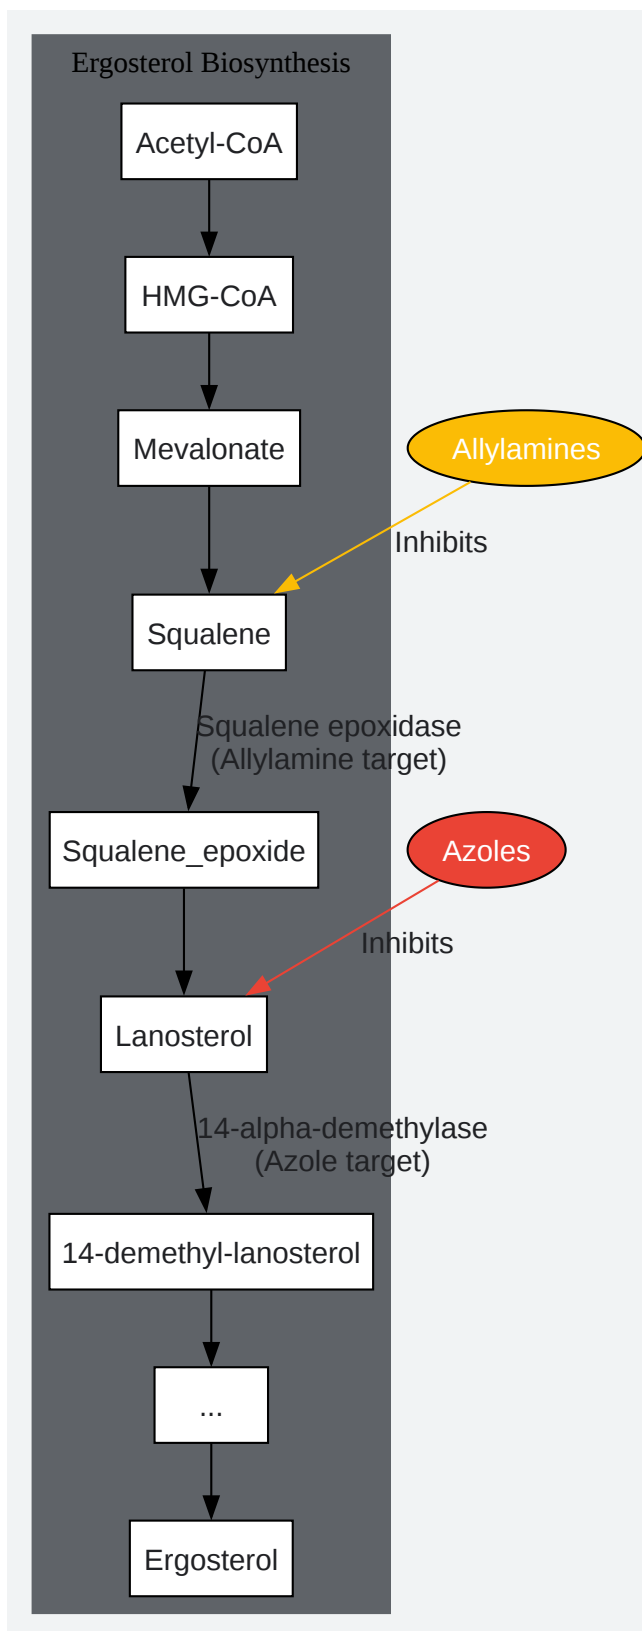 Ergosterol Biosynthesis
Acetyl-CoA
HMG-CoA
Mevalonate
Allylamines
Inhibits
Squalene
Squalene epoxidase
(Allylamine target)
Squalene_epoxide
Azoles
Inhibits
Lanosterol
14-alpha-demethylase
(Azole target)
14-demethyl-lanosterol
...
Ergosterol